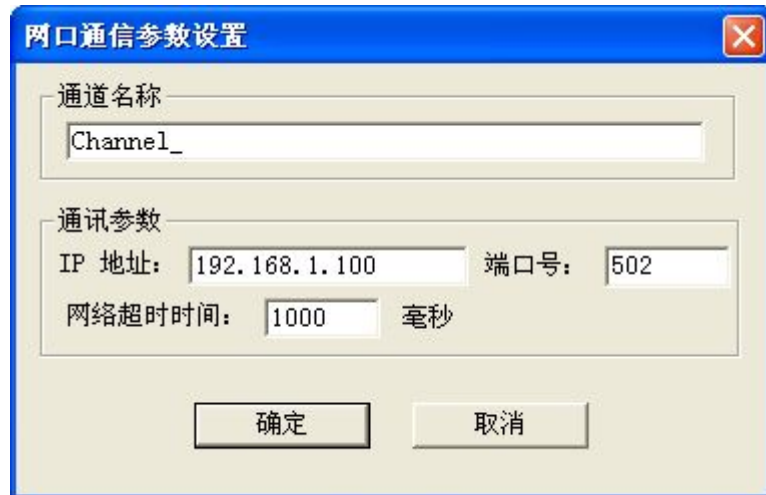 网口通信参数设置
通道名称
Channel_
通讯参数
IP 地址： 192.168.1.100 端口号： 502
网络超时时间： 1000 毫秒
确定 取消